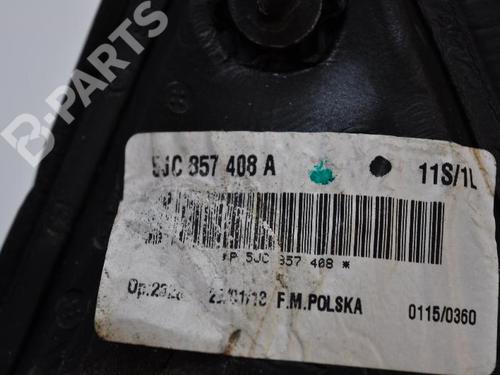 B-PARTS
5JC 857 408 A
11S/1L
*P 5JC 857 408 *
F.M.POLSKA
0115/0360